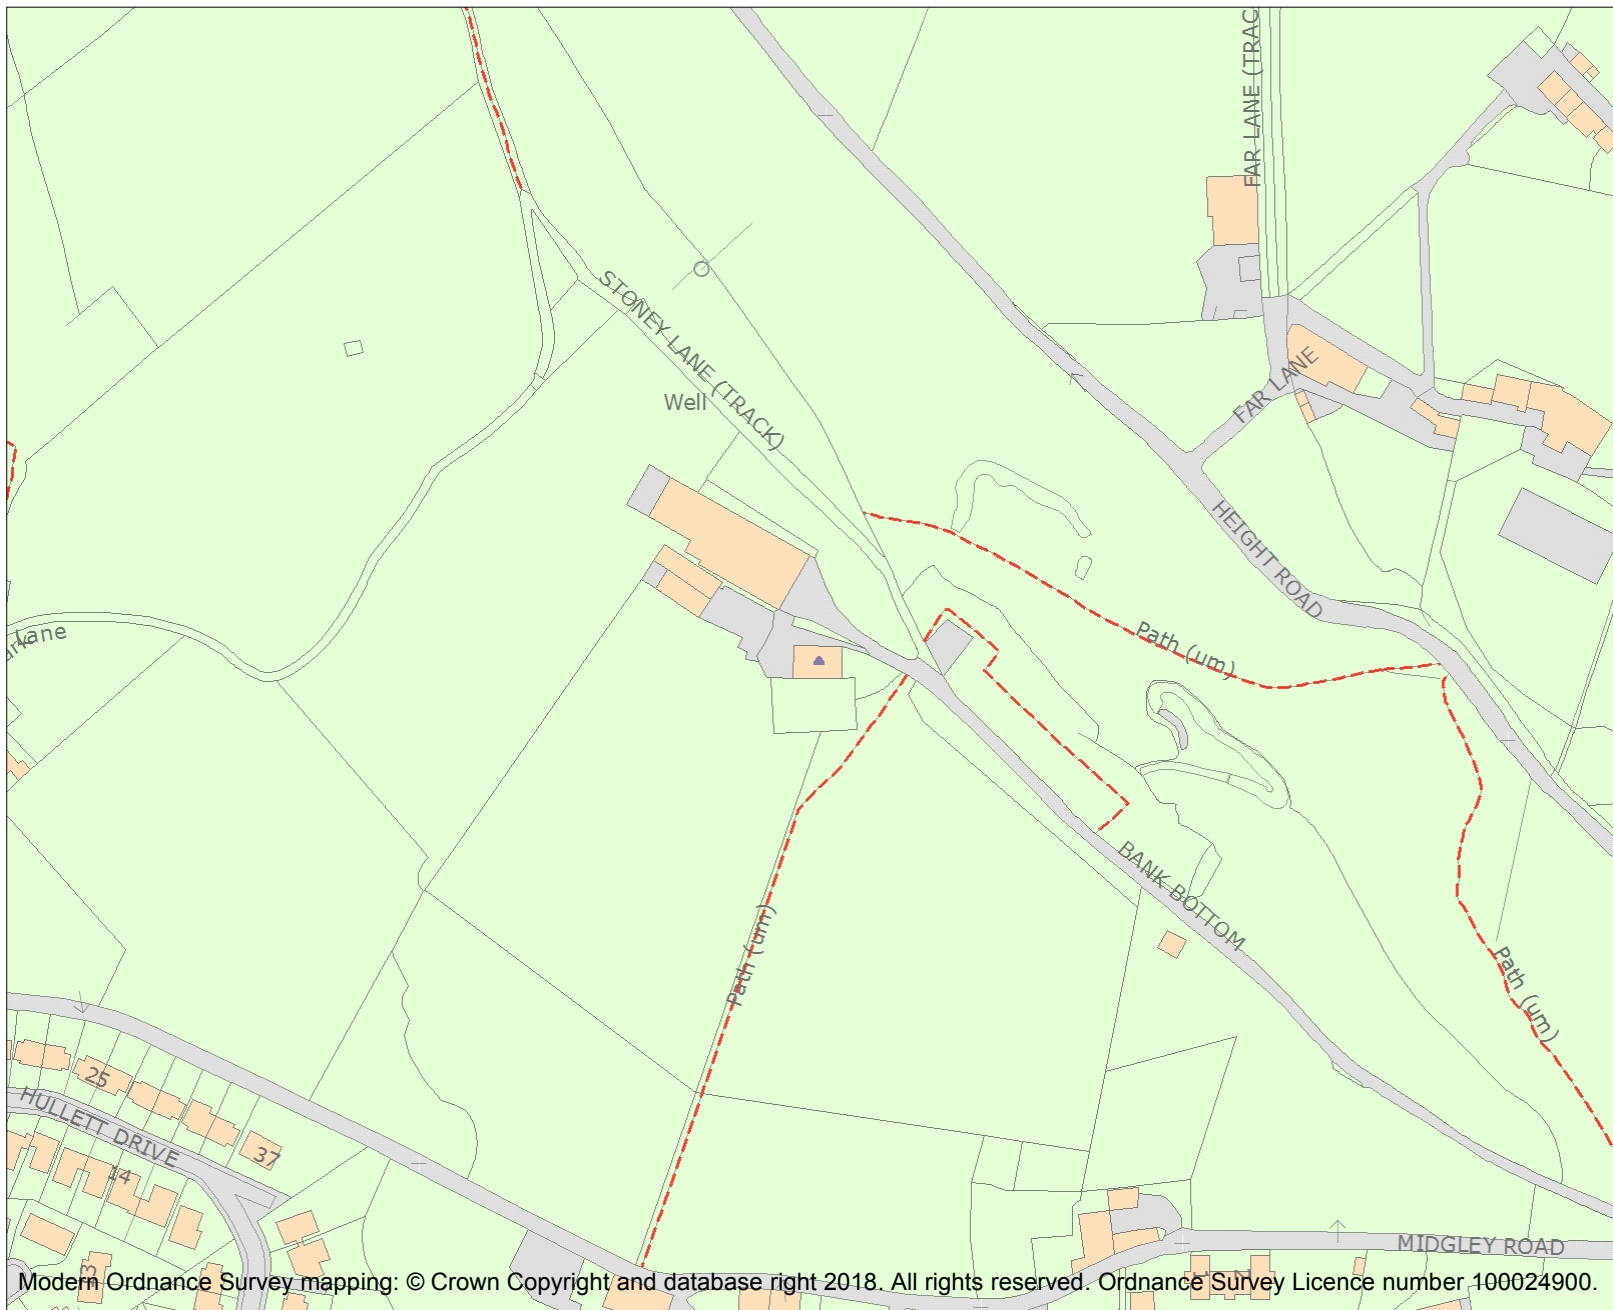 FAR LANE (TRAC
STONEY LANE (TRACK)
Well
FAR LANE
HEIGHT ROAD
Path (um)
Lane
BANK BOTTOM
Path (um)
Path (um)
25
HULLETT DRIVE
37
14
MIDGLEY ROAD
33
Modern Ordnance Survey mapping: © Crown Copyright and database right 2018. All rights reserved. Ordnance Survey Licence number 100024900.